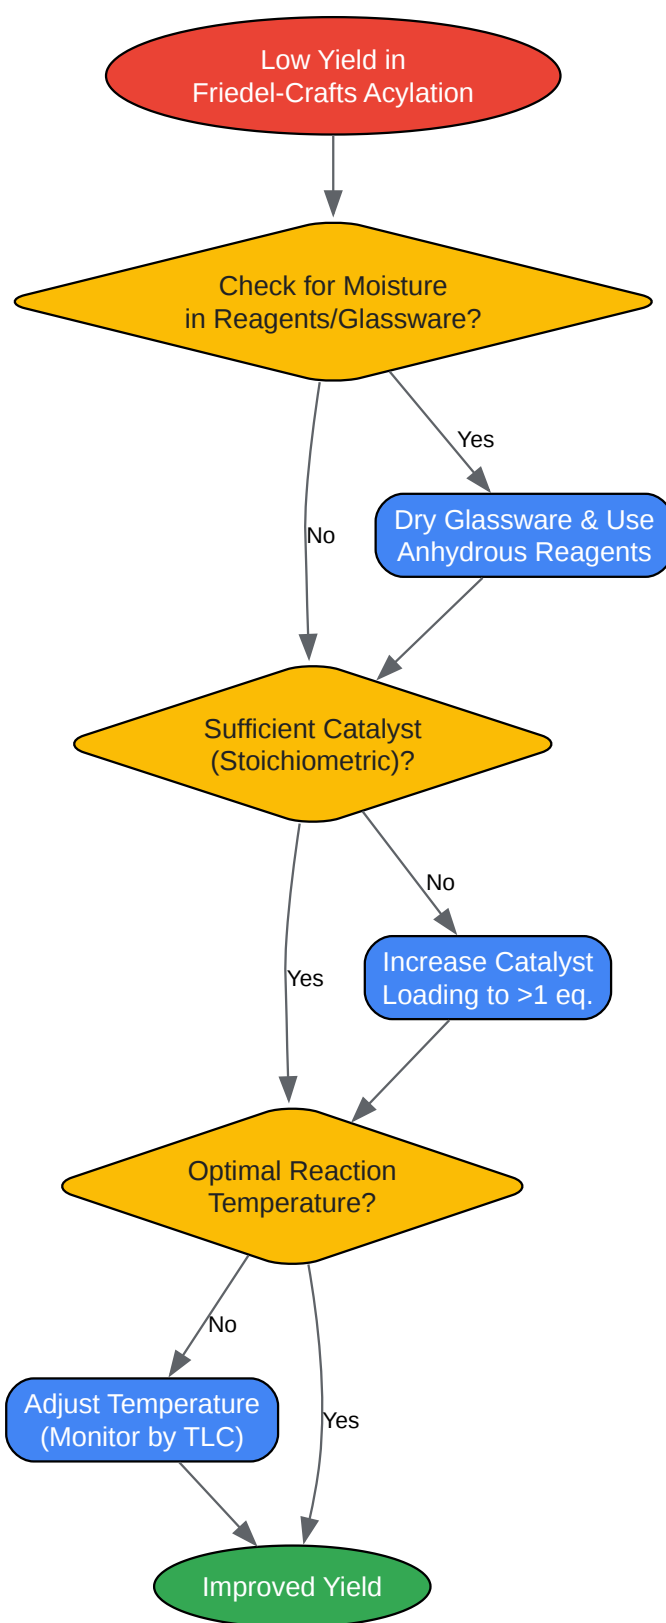 Low Yield in
Friedel-Crafts Acylation
Check for Moisture
in Reagents/Glassware?
Yes
Dry Glassware & Use
Anhydrous Reagents
No
Sufficient Catalyst
(Stoichiometric)?
No
Increase Catalyst
Loading to >1 eq.
Yes
Optimal Reaction
Temperature?
No
Adjust Temperature
(Monitor by TLC)
Yes
Improved Yield